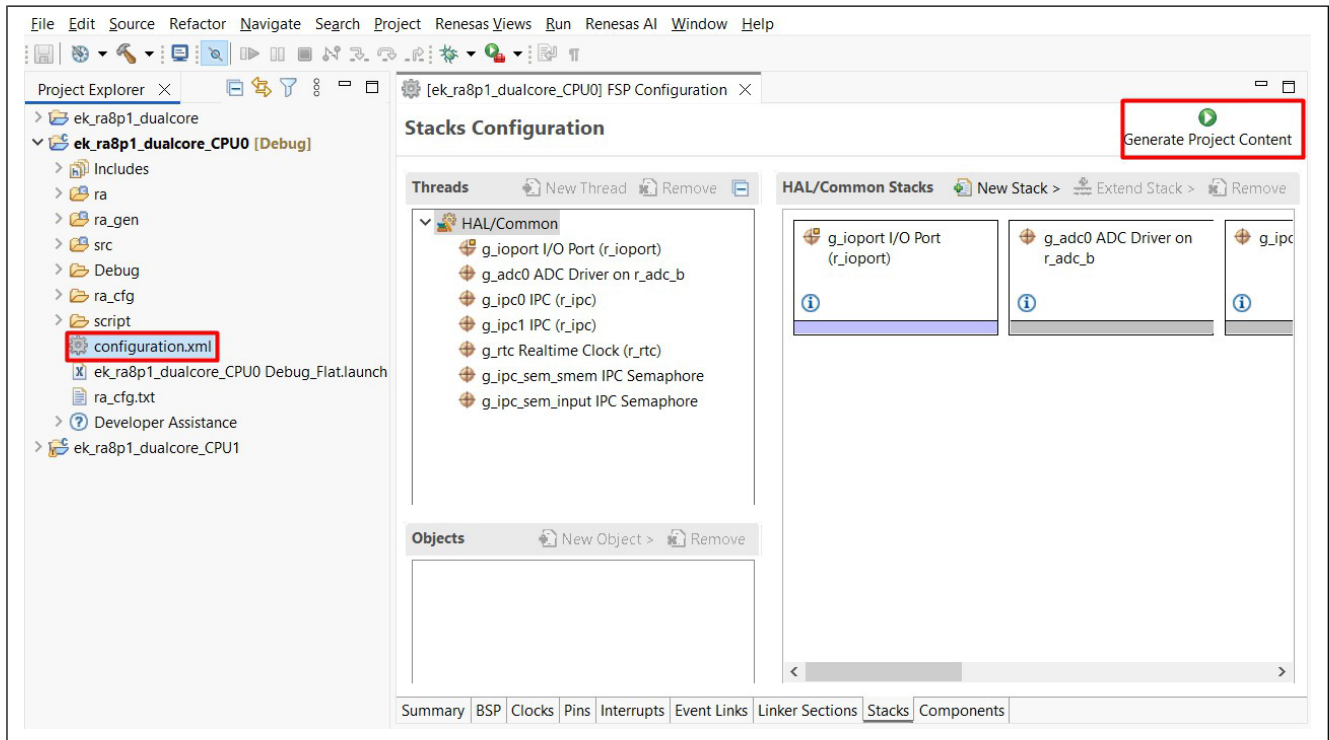 File Edit Source Refactor Navigate Search Project Renesas Views Run Renesas AI Window Help
Project Explorer
[ek_ra8p1_dualcore_CPU0] FSP Configuration
ek_ra8p1_dualcore
ek_ra8p1_dualcore_CPU0 [Debug]
Includes
ra
ra_gen
src
Debug
ra_cfg
script
configuration.xml
ek_ra8p1_dualcore_CPU0 Debug_Flat.launch
ra_cfg.txt
Developer Assistance
ek_ra8p1_dualcore_CPU1
Stacks Configuration
Generate Project Content
Threads
New Thread
Remove
HAL/Common
g_ioport I/O Port (r_ioport)
g_adc0 ADC Driver on r_adc_b
g_ipc0 IPC (r_ipc)
g_ipc1 IPC (r_ipc)
g_rtc Realtime Clock (r_rtc)
g_ipc_sem_smem IPC Semaphore
g_ipc_sem_input IPC Semaphore
Objects
New Object >
Remove
HAL/Common Stacks
New Stack >
Extend Stack >
Remove
g_ioport I/O Port
(r_ioport)
g_adc0 ADC Driver on
r_adc_b
g_ipc
Summary BSP Clocks Pins Interrupts Event Links Linker Sections Stacks Components